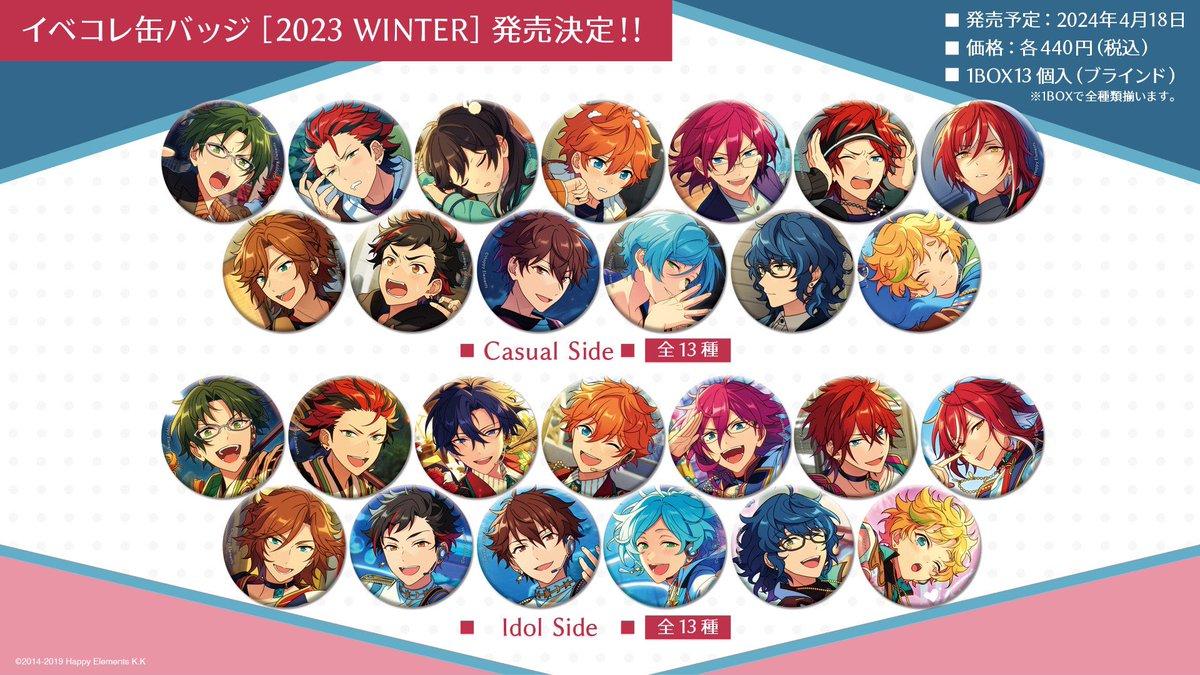 イベコレ缶バッジ [2023 WINTER] 発売決定!!
■ 発売予定：2024年4月18日
■ 価格：各440円（税込）
■ 1BOX13個入（ブラインド）
※1BOXで全種類揃います。
■ Casual Side ■ 全13種
■ Idol Side ■ 全13種
©2014-2019 Happy Elements K.K